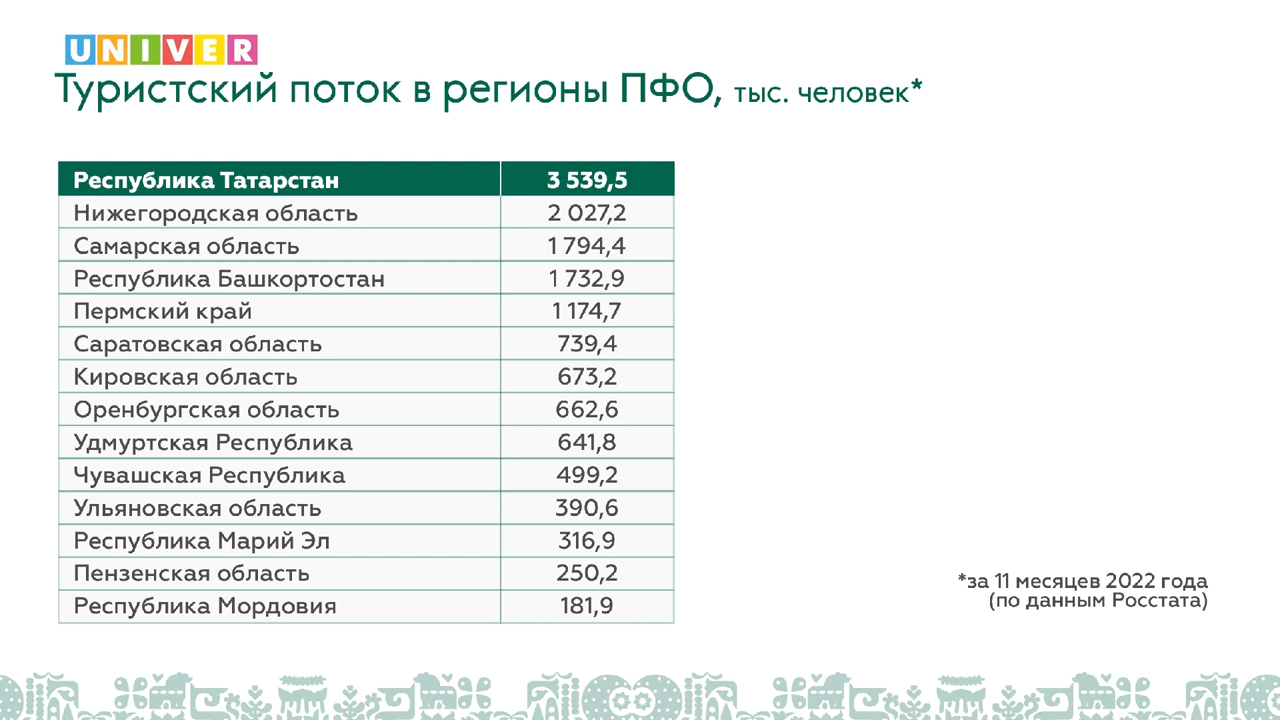 UNIVER
Туристский поток в регионы ПФО, тыс. человек*
Республика Татарстан 3 539,5
Нижегородская область 2 027,2
Самарская область 1 794,4
Республика Башкортостан 1 732,9
Пермский край 1 174,7
Саратовская область 739,4
Кировская область 673,2
Оренбургская область 662,6
Удмуртская Республика 641,8
Чувашская Республика 499,2
Ульяновская область 390,6
Республика Марий Эл 316,9
Пензенская область 250,2
Республика Мордовия 181,9
*за 11 месяцев 2022 года
(по данным Росстата)